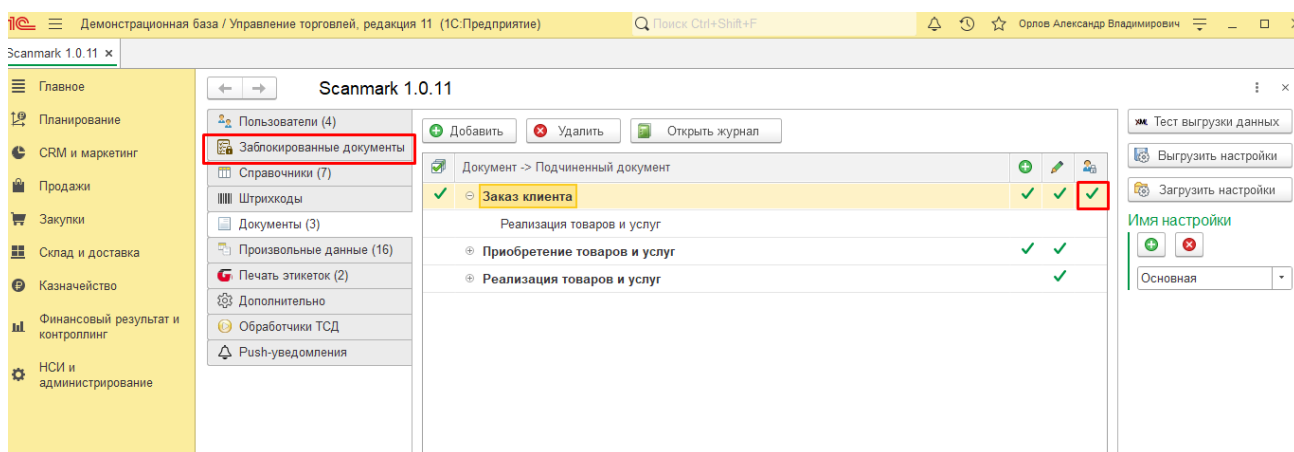 1С Демонстрационная база / Управление торговлей, редакция 11 (1С:Предприятие) Поиск Ctrl+Shift+F Орлов Александр Владимирович
Scanmark 1.0.11 ×
Главное
Планирование
CRM и маркетинг
Продажи
Закупки
Склад и доставка
Казначейство
Финансовый результат и
контроллинг
НСИ и
администрирование
Scanmark 1.0.11
Пользователи (4)
Заблокированные документы
Справочники (7)
Штрихкоды
Документы (3)
Произвольные данные (16)
Печать этикеток (2)
Дополнительно
Обработчики ТСД
Push-уведомления
Добавить Удалить Открыть журнал
Документ -> Подчиненный документ
Заказ клиента
Реализация товаров и услуг
Приобретение товаров и услуг
Реализация товаров и услуг
XML Тест выгрузки данных
Выгрузить настройки
Загрузить настройки
Имя настройки
Основная